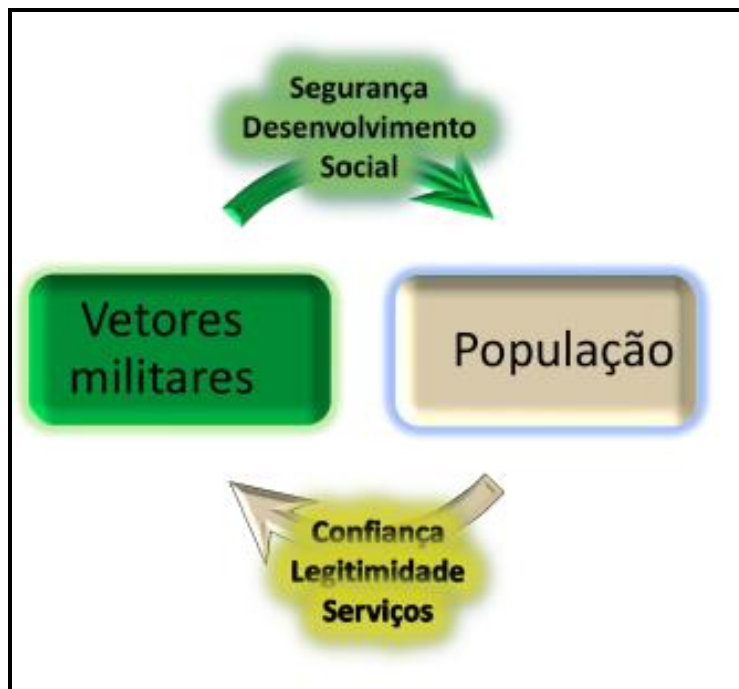 Segurança
Desenvolvimento
Social
Vetores
militares
População
Confiança
Legitimidade
Serviços